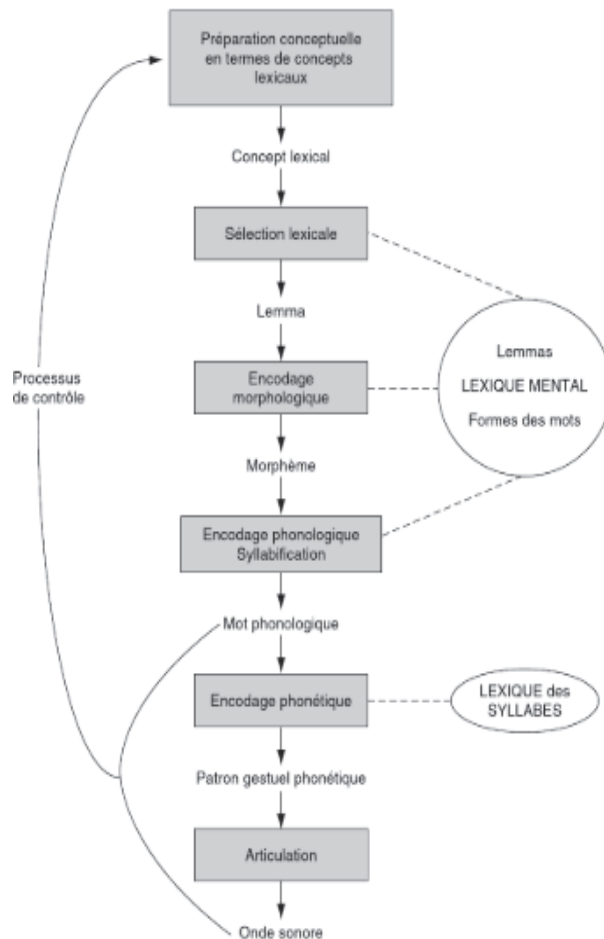 Préparation conceptuelle
en termes de concepts
lexicaux
Concept lexical
Sélection lexicale
Lemma
Lemmas
Processus
de contrôle
Encodage
morphologique
LEXIQUE MENTAL
Formes des mots
Morphème
Encodage phonologique
Syllabification
Mot phonologique
Encodage phonétique
LEXIQUE des
SYLLABES
Patron gestuel phonétique
Articulation
Onde sonore